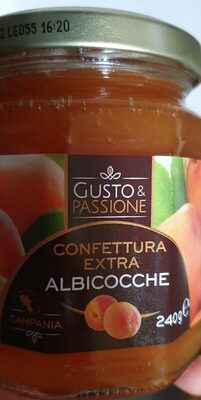 2 LE055 16:20
GUSTO &
PASSIONE
CONFETTURA
EXTRA
ALBICOCCHE
CAMPANIA
240g e